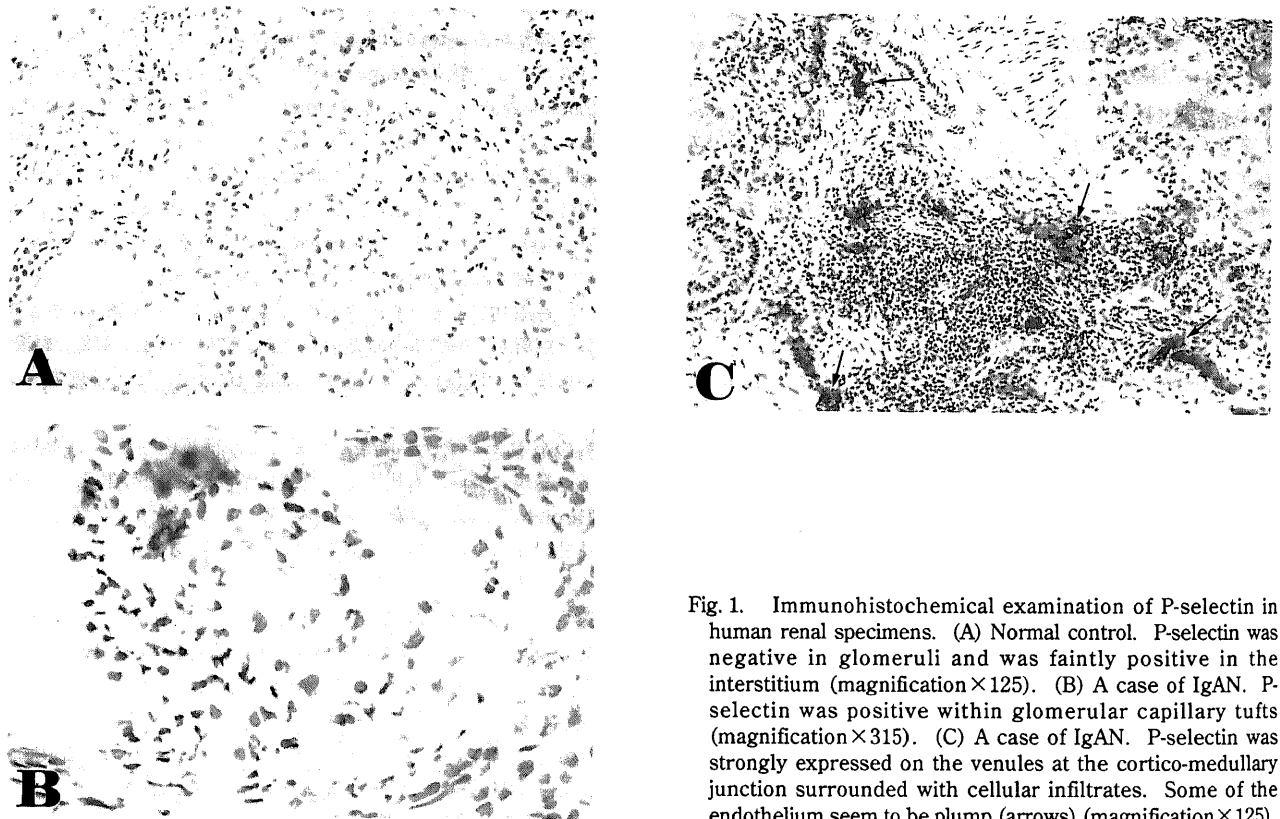 A
C
B
Fig. 1. Immunohistochemical examination of P-selectin in
human renal specimens. (A) Normal control. P-selectin was
negative in glomeruli and was faintly positive in the
interstitium (magnification×125). (B) A case of IgAN. P-
selectin was positive within glomerular capillary tufts
(magnification×315). (C) A case of IgAN. P-selectin was
strongly expressed on the venules at the cortico-medullary
junction surrounded with cellular infiltrates. Some of the
endothelium seem to be plump (arrows) (magnification×125).